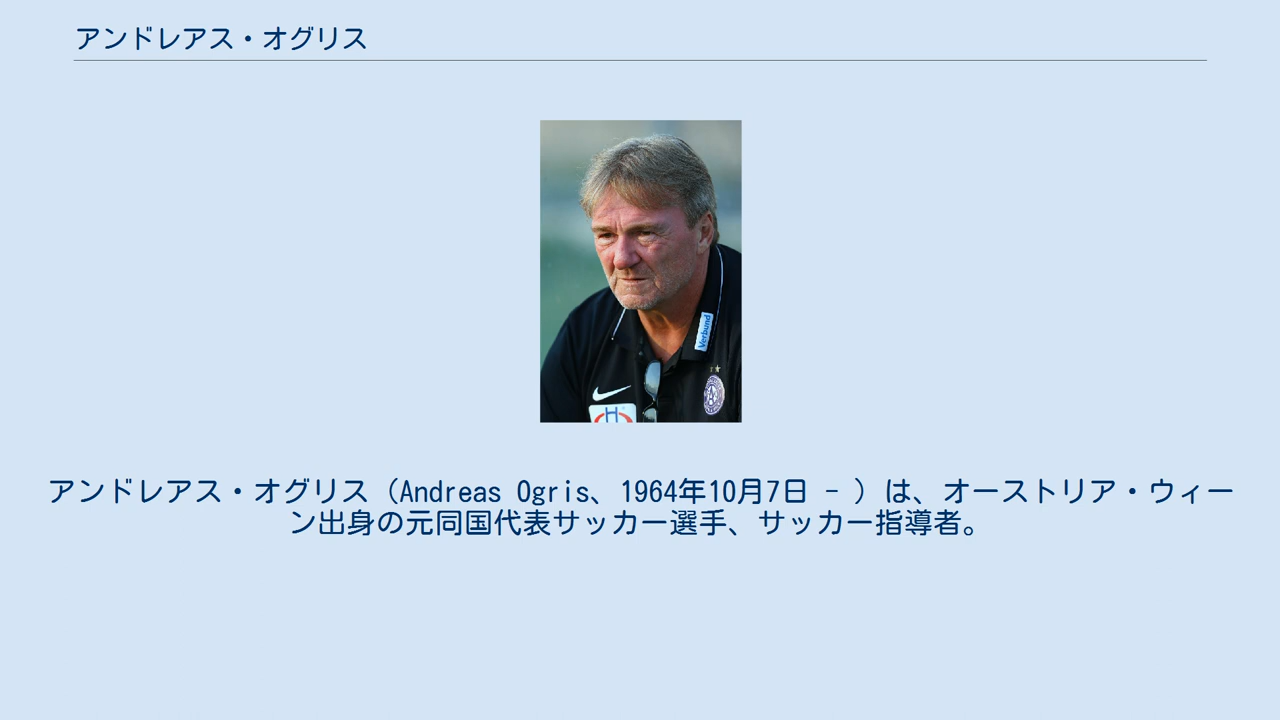 アンドレアス・オグリス
Verbund
アンドレアス・オグリス（Andreas Ogris、1964年10月7日 - ）は、オーストリア・ウィー
ン出身の元同国代表サッカー選手、サッカー指導者。